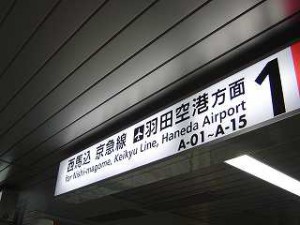 西馬込 京急線 羽田空港方面 1
For Nishi-magome, Keikyu Line, Haneda Airport
A-01~A-15